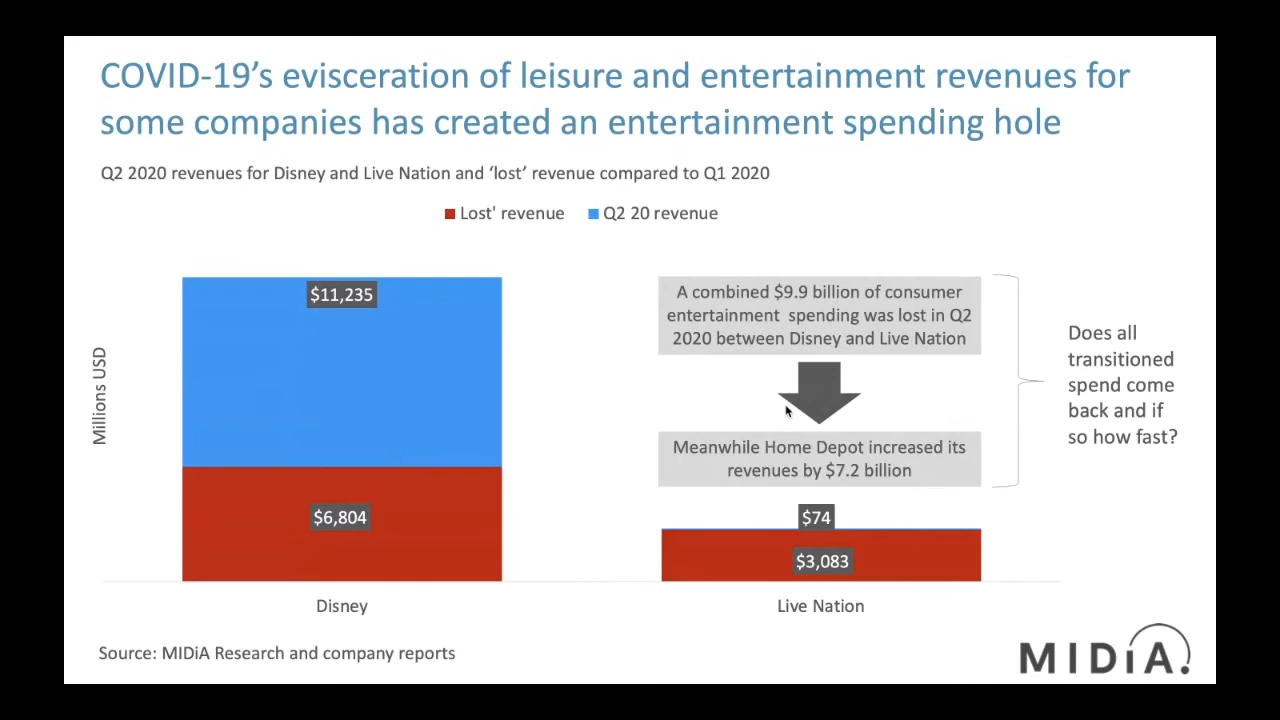 COVID-19’s evisceration of leisure and entertainment revenues for
some companies has created an entertainment spending hole
Q2 2020 revenues for Disney and Live Nation and ‘lost’ revenue compared to Q1 2020
Lost' revenue
Q2 20 revenue
Millions USD
$11,235
$6,804
Disney
A combined $9.9 billion of consumer
entertainment  spending was lost in Q2
2020 between Disney and Live Nation
Meanwhile Home Depot increased its
revenues by $7.2 billion
$74
$3,083
Live Nation
Does all
transitioned
spend come
back and if
so how fast?
Source: MIDiA Research and company reports
MIDiA.